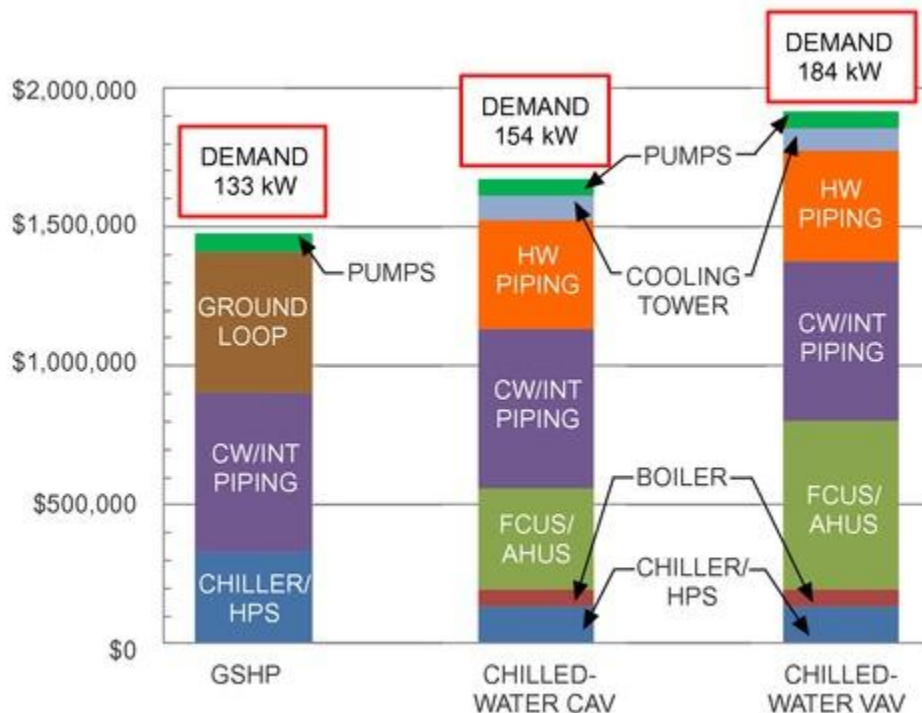 DEMAND
184 kW
DEMAND
154 kW
DEMAND
133 kW
$2,000,000
$1,500,000
$1,000,000
$500,000
$0
PUMPS
GROUND
LOOP
CW/INT
PIPING
CHILLER/
HPS
PUMPS
COOLING
TOWER
HW
PIPING
CW/INT
PIPING
FCUS/
AHUS
BOILER
CHILLER/
HPS
HW
PIPING
CW/INT
PIPING
FCUS/
AHUS
GSHP
CHILLED-
WATER CAV
CHILLED-
WATER VAV